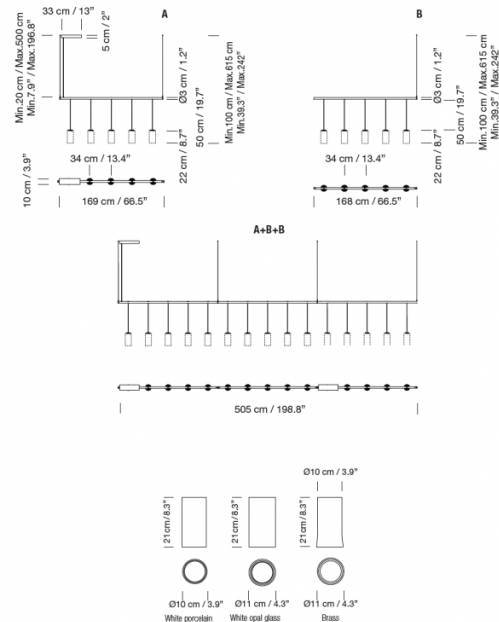 33 cm / 13”
5 cm / 2”
A
Min.20 cm / Max.500 cm
Min.7,9” / Max.196.8”
Ø3 cm / 1.2”
50 cm / 19.7”
Min.100 cm / Max.615 cm
Min.39.3” / Max.242”
22 cm / 8.7”
34 cm / 13.4”
10 cm / 3.9”
169 cm / 66.5”
B
Ø3 cm / 1.2”
50 cm / 19.7”
Min.100 cm / Max.615 cm
Min.39.3” / Max.242”
22 cm / 8.7”
34 cm / 13.4”
168 cm / 66.5”
A+B+B
505 cm / 198.8”
Ø10 cm / 3.9”
21 cm / 8.3”
21 cm / 8.3”
21 cm / 8.3”
Ø10 cm / 3.9”
Ø11 cm / 4.3”
Ø11 cm / 4.3”
White porcelain
White opal glass
Brass